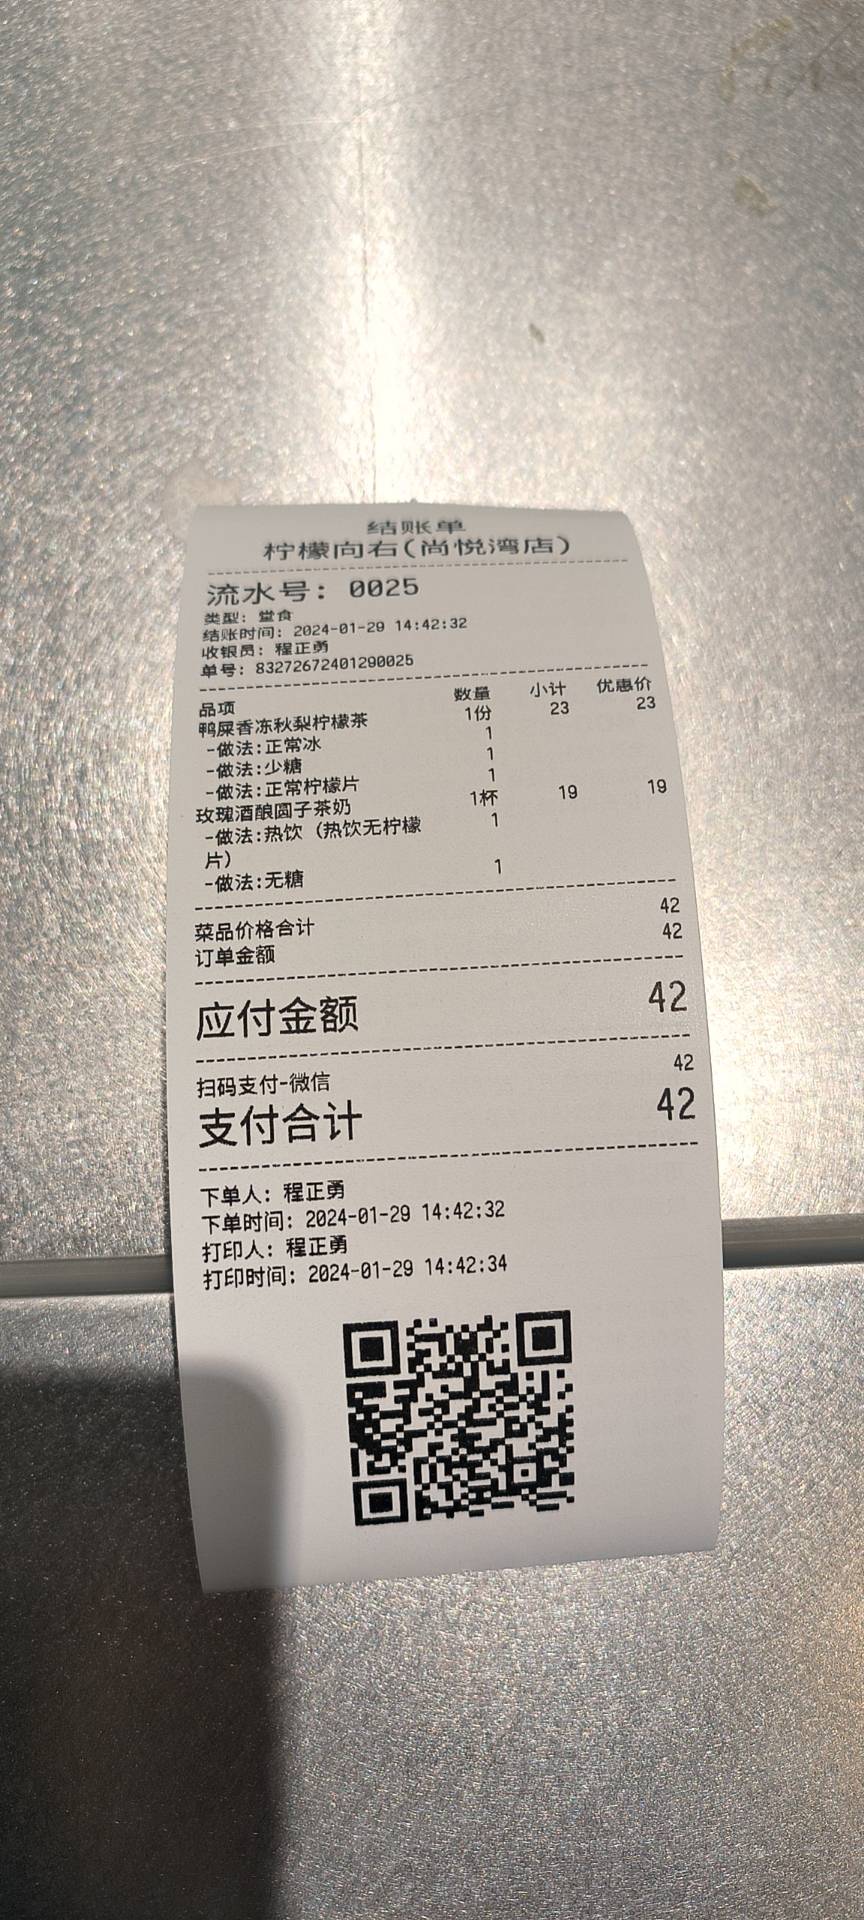 结账单
柠檬向右(尚悦湾店)
流水号: 0025
类型: 堂食
结账时间: 2024-01-29 14:42:32
收银员: 程正勇
单号: 83272672401290025
品项 数量 小计 优惠价
鸭屎香冻秋梨柠檬茶 1份 23 23
-做法:正常冰 1
-做法:少糖 1
-做法:正常柠檬片 1
玫瑰酒酿圆子茶奶 1杯 19 19
-做法:热饮（热饮无柠檬 1
片）
-做法:无糖 1
菜品价格合计 42
订单金额 42
应付金额 42
扫码支付-微信 42
支付合计 42
下单人: 程正勇
下单时间: 2024-01-29 14:42:32
打印人: 程正勇
打印时间: 2024-01-29 14:42:34